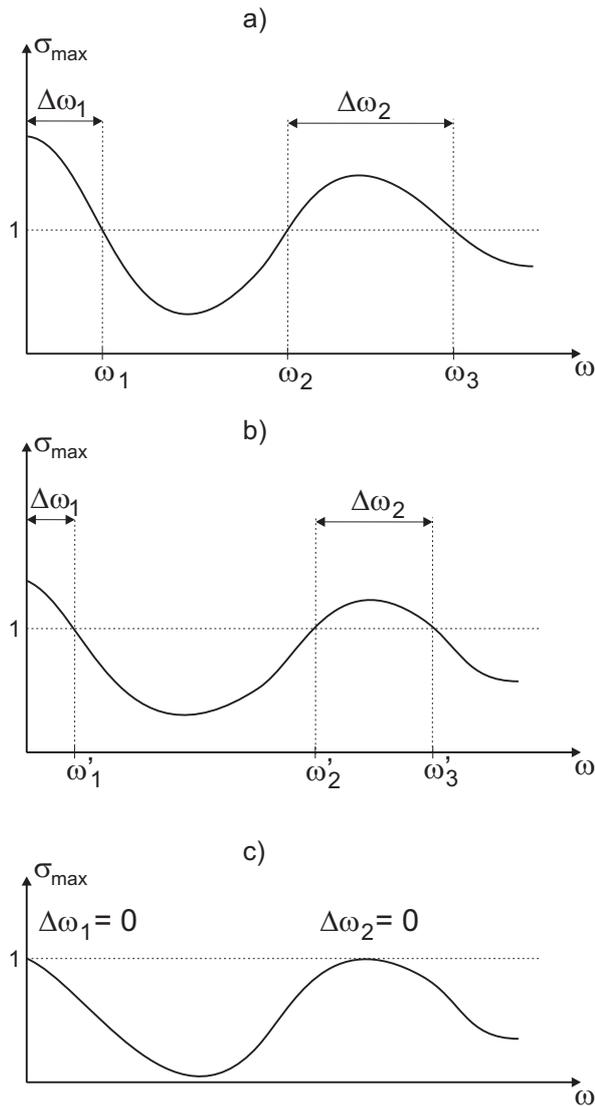 a)
σmax
Δω1 Δω2
1
ω1 ω2 ω3 ω
b)
σmax
Δω1 Δω2
1
ω'1 ω'2 ω'3 ω
c)
σmax
Δω1= 0 Δω2= 0
1
ω